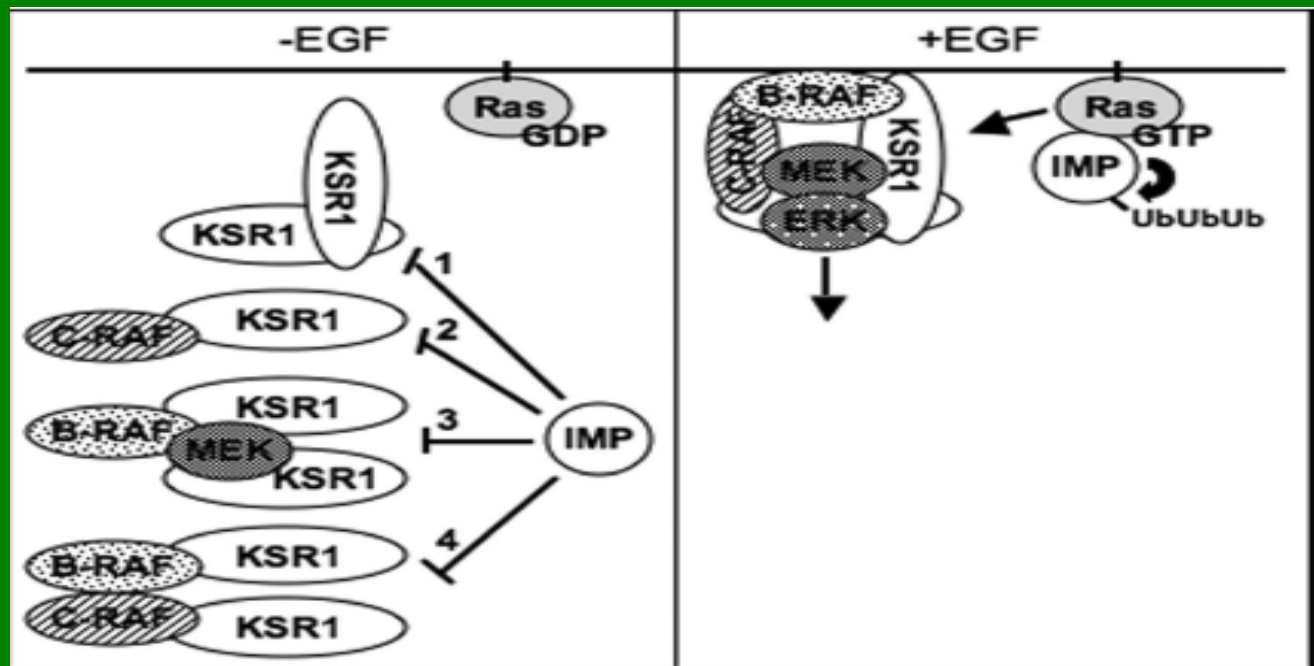 -EGF
Ras
GDP
KSR1
KSR1
1
C-RAF
KSR1
2
KSR1
B-RAF
MEK
KSR1
3
IMP
B-RAF
KSR1
4
C-RAF
KSR1
+EGF
B-RAF
C-RAF
KSR1
MEK
ERK
Ras
GTP
IMP
UbUbUb